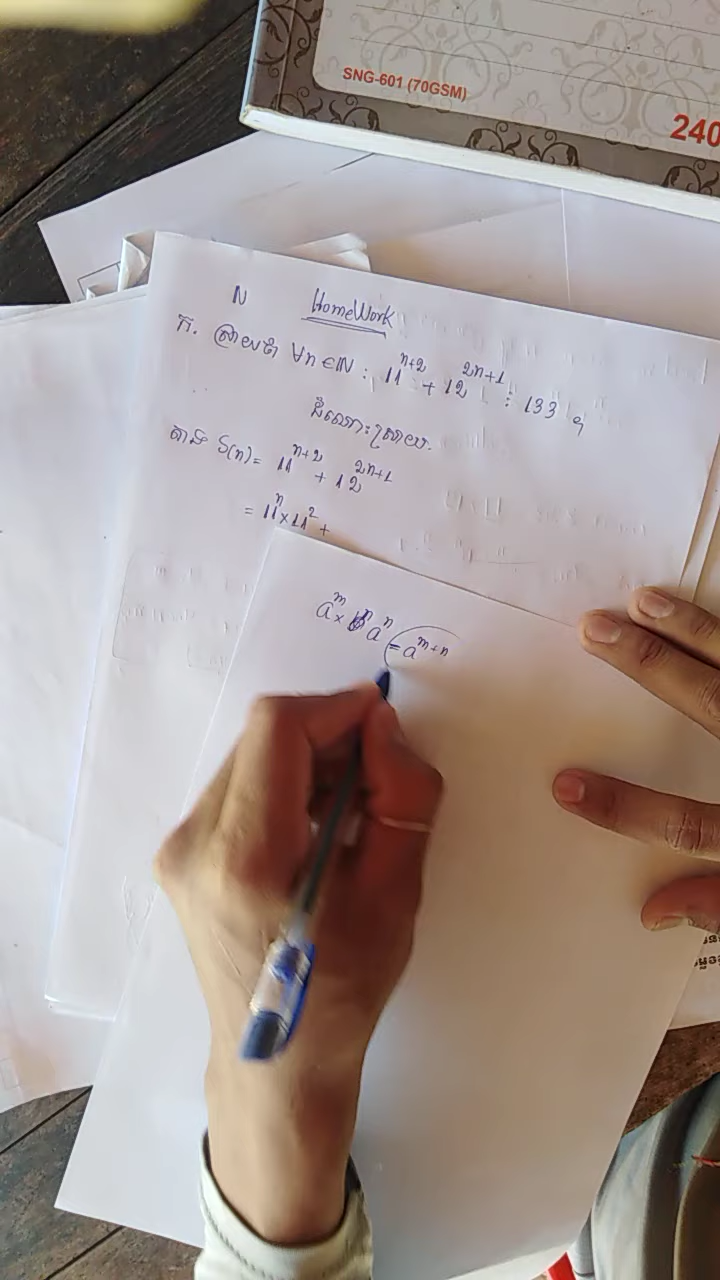 SNG-601 (70GSM)
240
N HomeWork
ក. ស្រាយថា ∀n∈ℕ : 11^{n+2} + 12^{2n+1} ⋮ 133 ។
ដំណោះស្រាយ
តាង S(n) = 11^{n+2} + 12^{2n+1}
= 11^n × 11^2 +
a^m × a^n = a^{m+n}